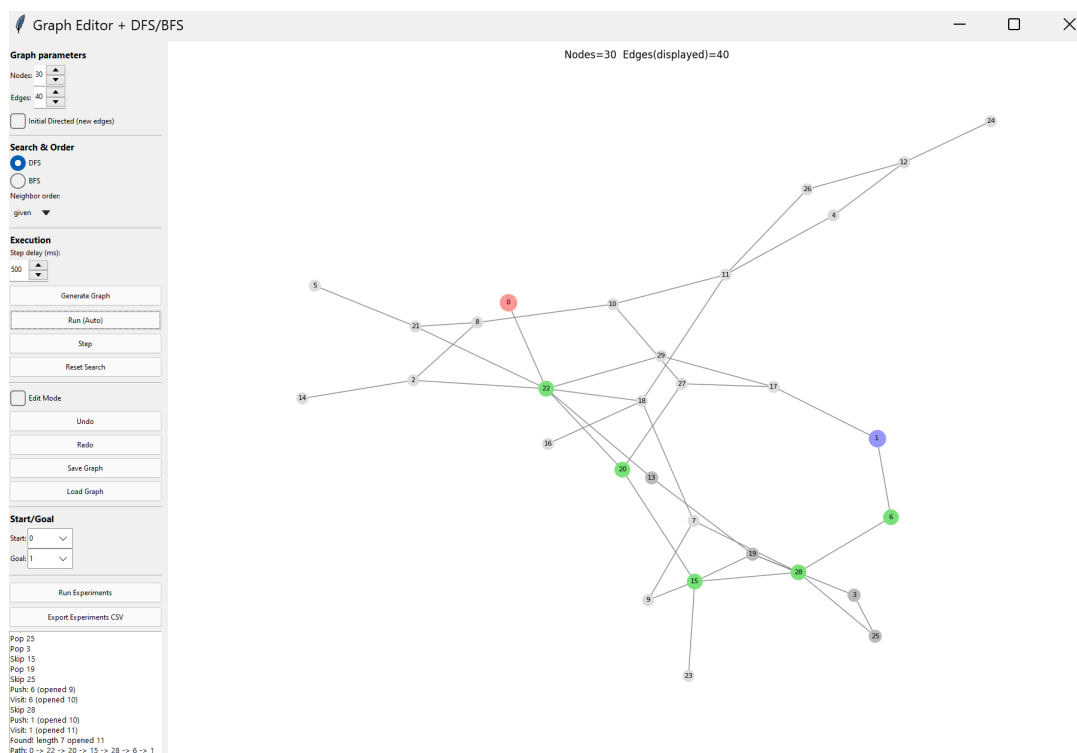 Graph Editor + DFS/BFS
Graph parameters
Nodes: 30
Edges: 40
Initial Directed (new edges)
Search & Order
DFS
BFS
Neighbor order:
given
Execution
Step delay (ms):
500
Generate Graph
Run (Auto)
Step
Reset Search
Edit Mode
Undo
Redo
Save Graph
Load Graph
Start/Goal
Start: 0
Goal: 1
Run Experiments
Export Experiments CSV
Pop 25
Pop 3
Skip 15
Pop 19
Skip 25
Push: 6 (opened 9)
Visit: 6 (opened 10)
Skip 28
Push: 1 (opened 10)
Visit: 1 (opened 11)
Found! length 7 opened 11
Path: 0 -> 22 -> 20 -> 15 -> 28 -> 6 -> 1
Nodes=30 Edges(displayed)=40
24
12
26
4
11
5
0
10
8
21
29
2
27
17
22
14
18
1
16
20
13
6
7
19
28
15
3
9
25
23